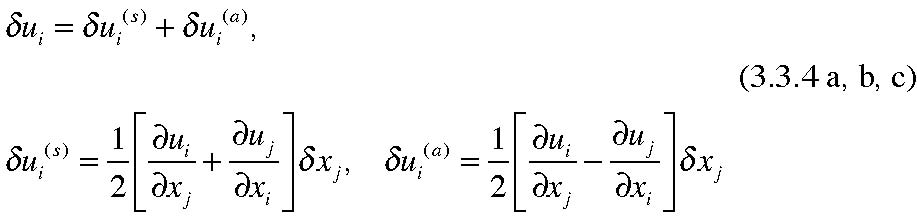 δu_i = δu_i^(s) + δu_i^(a),
(3.3.4 a, b, c)
δu_i^(s) = 1/2 [∂u_i/∂x_j + ∂u_j/∂x_i] δx_j, δu_i^(a) = 1/2 [∂u_i/∂x_j − ∂u_j/∂x_i] δx_j